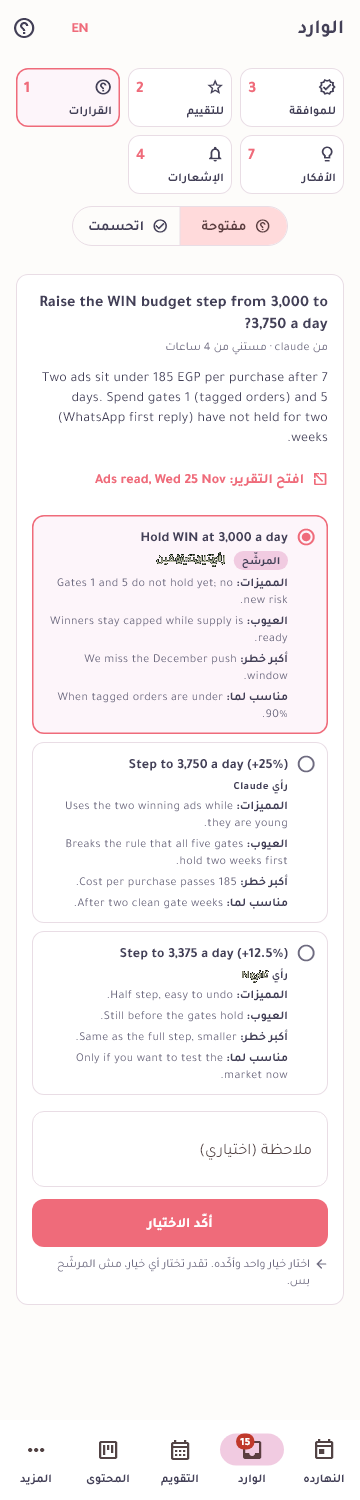 الوارد
EN
3
للموافقة
2
للتقييم
1
القرارات
7
الأفكار
4
الإشعارات
مفتوحة
اتحسمت
Raise the WIN budget step from 3,000 to
3,750 a day?
من claude · مستني من 4 ساعات
Two ads sit under 185 EGP per purchase after 7
days. Spend gates 1 (tagged orders) and 5
(WhatsApp first reply) have not held for two
weeks.
افتح التقرير: Ads read, Wed 25 Nov
Hold WIN at 3,000 a day
المرشّح
المميزات: Gates 1 and 5 do not hold yet; no
new risk.
العيوب: Winners stay capped while supply is
ready.
أكبر خطر: We miss the December push
window.
مناسب لما: When tagged orders are under
90%.
Step to 3,750 a day (+25%)
رأي Claude
المميزات: Uses the two winning ads while
they are young.
العيوب: Breaks the rule that all five gates
hold two weeks first.
أكبر خطر: Cost per purchase passes 185.
مناسب لما: After two clean gate weeks.
Step to 3,375 a day (+12.5%)
رأي
المميزات: Half step, easy to undo.
العيوب: Still before the gates hold.
أكبر خطر: Same as the full step, smaller.
مناسب لما: Only if you want to test the
market now.
ملاحظة (اختياري)
أكّد الاختيار
اختار خيار واحد وأكّده. تقدر تختار أي خيار، مش المرشّح
بس.
النهارده
15
الوارد
التقويم
المحتوى
المزيد